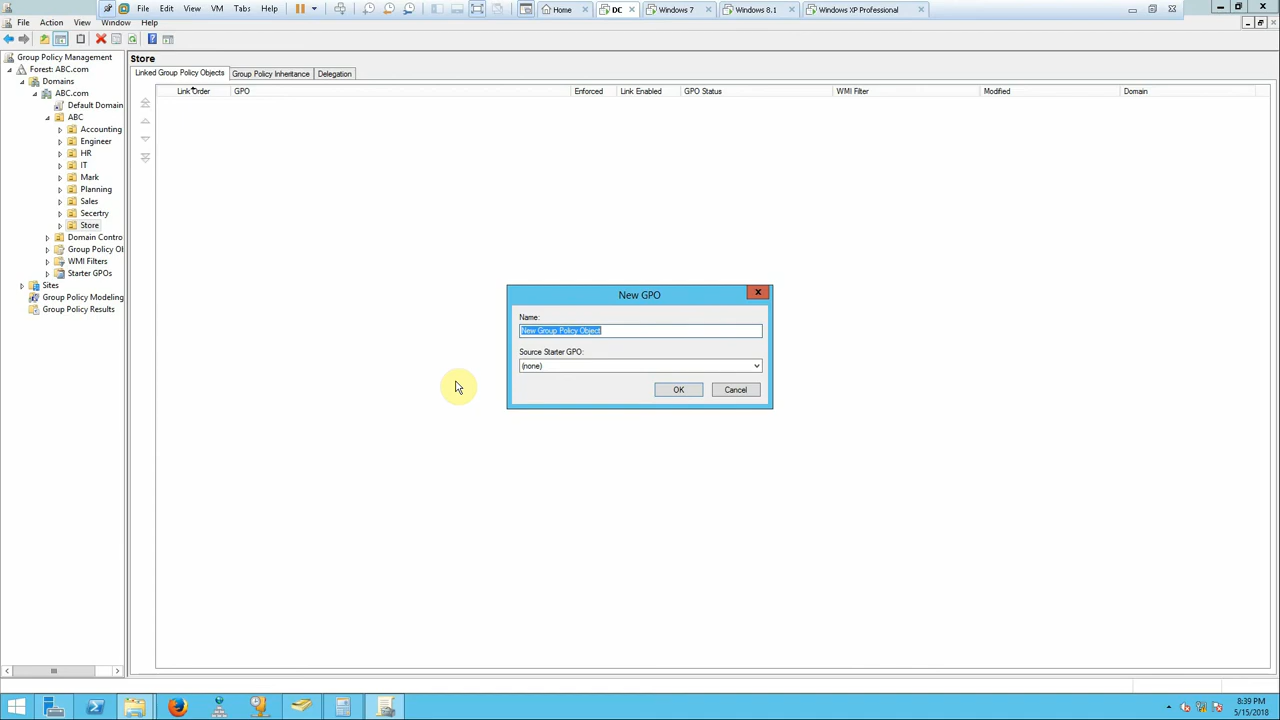 File Edit View VM Tabs Help
Home DC Windows 7 Windows 8.1 Windows XP Professional
File Action View Window Help
Group Policy Management
Forest: ABC.com
Domains
ABC.com
Default Domain
ABC
Accounting
Engineer
HR
IT
Mark
Planning
Sales
Secertry
Store
Domain Contro
Group Policy Ol
WMI Filters
Starter GPOs
Sites
Group Policy Modeling
Group Policy Results
Store
Linked Group Policy Objects Group Policy Inheritance Delegation
Link Order GPO Enforced Link Enabled GPO Status WMI Filter Modified Domain
New GPO
Name:
New Group Policy Object
Source Starter GPO:
(none)
OK Cancel
8:39 PM
5/15/2018